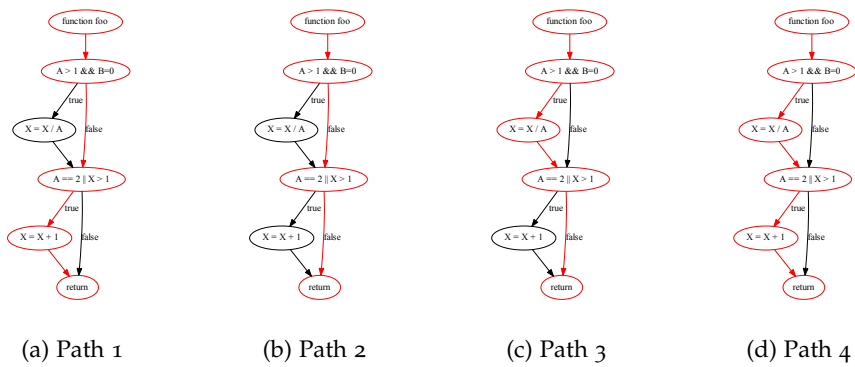 function foo
A > 1 && B=0
true
X = X / A
false
A == 2 || X > 1
true
X = X + 1
false
return
(a) Path 1
function foo
A > 1 && B=0
true
X = X / A
false
A == 2 || X > 1
true
X = X + 1
false
return
(b) Path 2
function foo
A > 1 && B=0
true
X = X / A
false
A == 2 || X > 1
true
X = X + 1
false
return
(c) Path 3
function foo
A > 1 && B=0
true
X = X / A
false
A == 2 || X > 1
true
X = X + 1
false
return
(d) Path 4